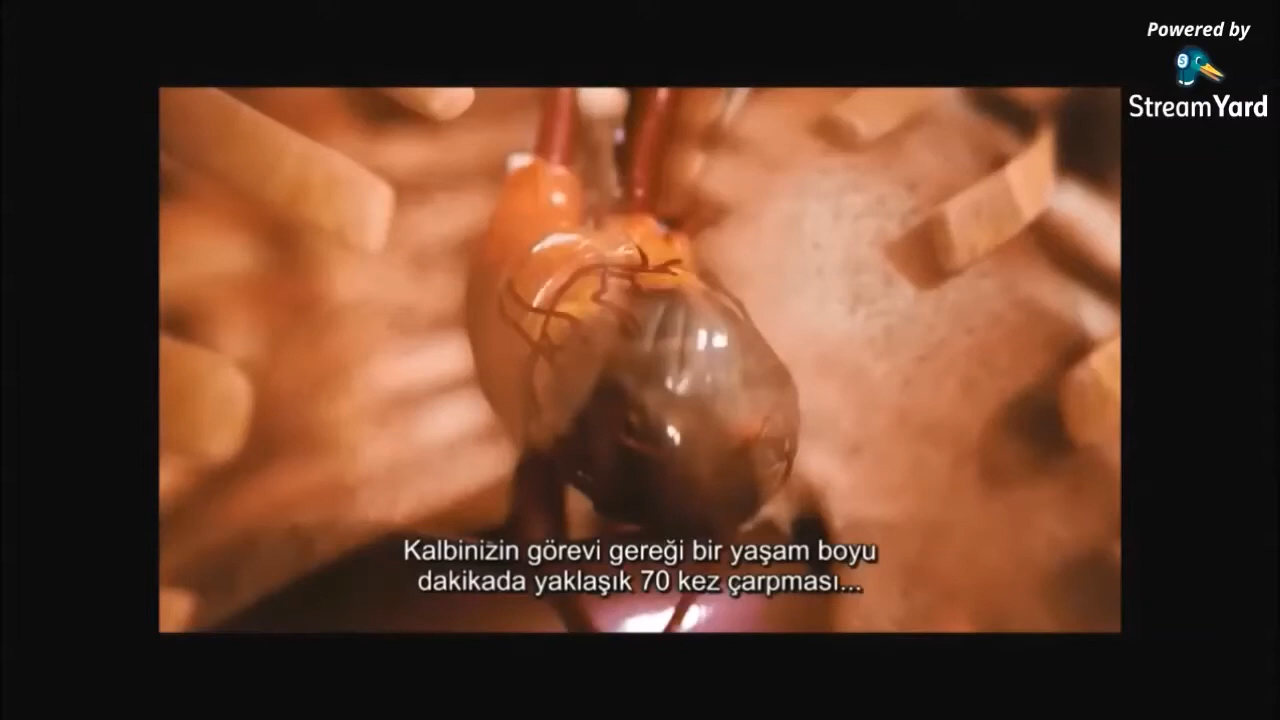 Powered by
StreamYard
Kalbinizin görevi gereği bir yaşam boyu
dakikada yaklaşık 70 kez çarpması...